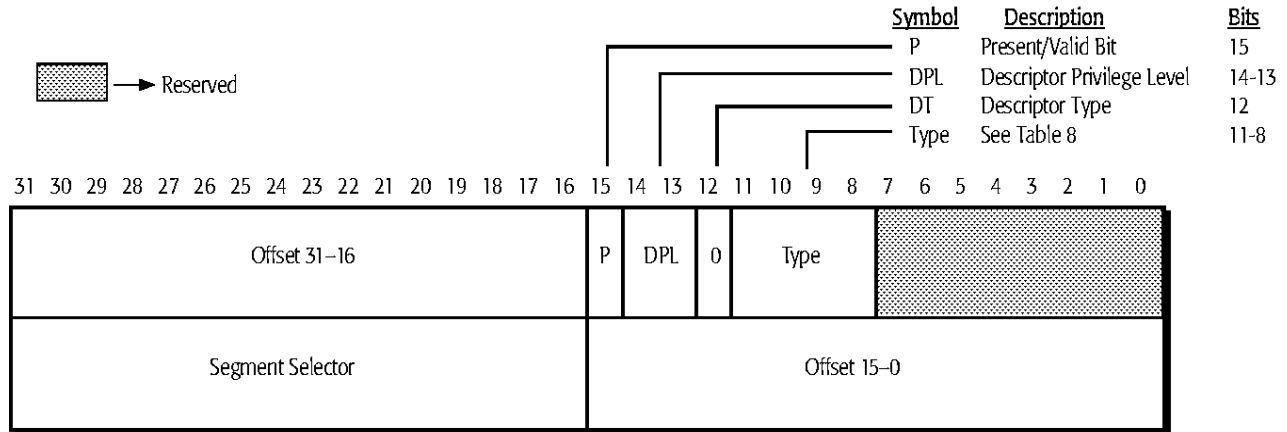 Symbol Description Bits
P Present/Valid Bit 15
DPL Descriptor Privilege Level 14-13
DT Descriptor Type 12
Type See Table 8 11-8
Reserved
31 30 29 28 27 26 25 24 23 22 21 20 19 18 17 16 15 14 13 12 11 10 9 8 7 6 5 4 3 2 1 0
Offset 31–16 P DPL 0 Type
Segment Selector Offset 15–0